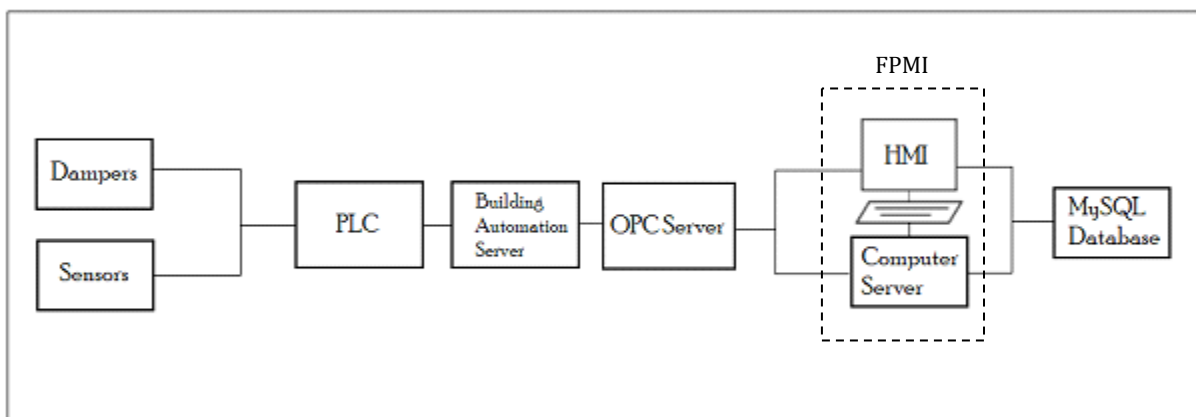 FPMI
Dampers
Sensors
PLC
Building
Automation
Server
OPC Server
HMI
Computer
Server
MySQL
Database